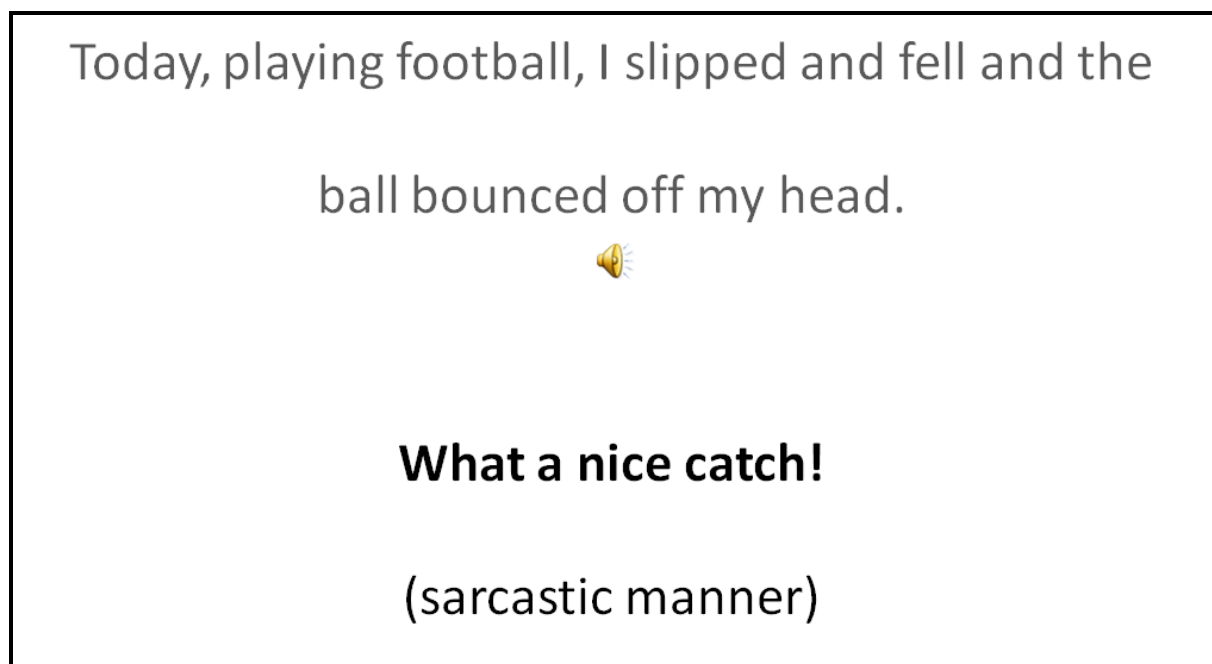 Today, playing football, I slipped and fell and the
ball bounced off my head.
What a nice catch!
(sarcastic manner)